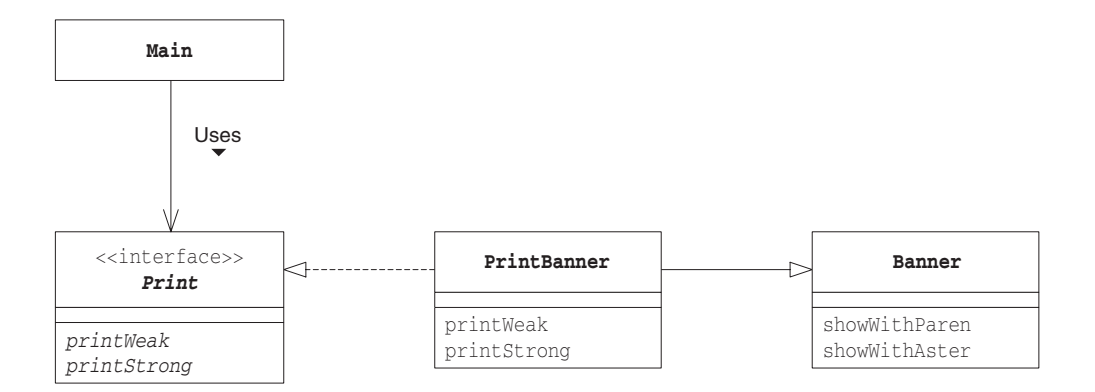 Main
Uses
<<interface>>
Print
printWeak
printStrong
PrintBanner
printWeak
printStrong
Banner
showWithParen
showWithAster